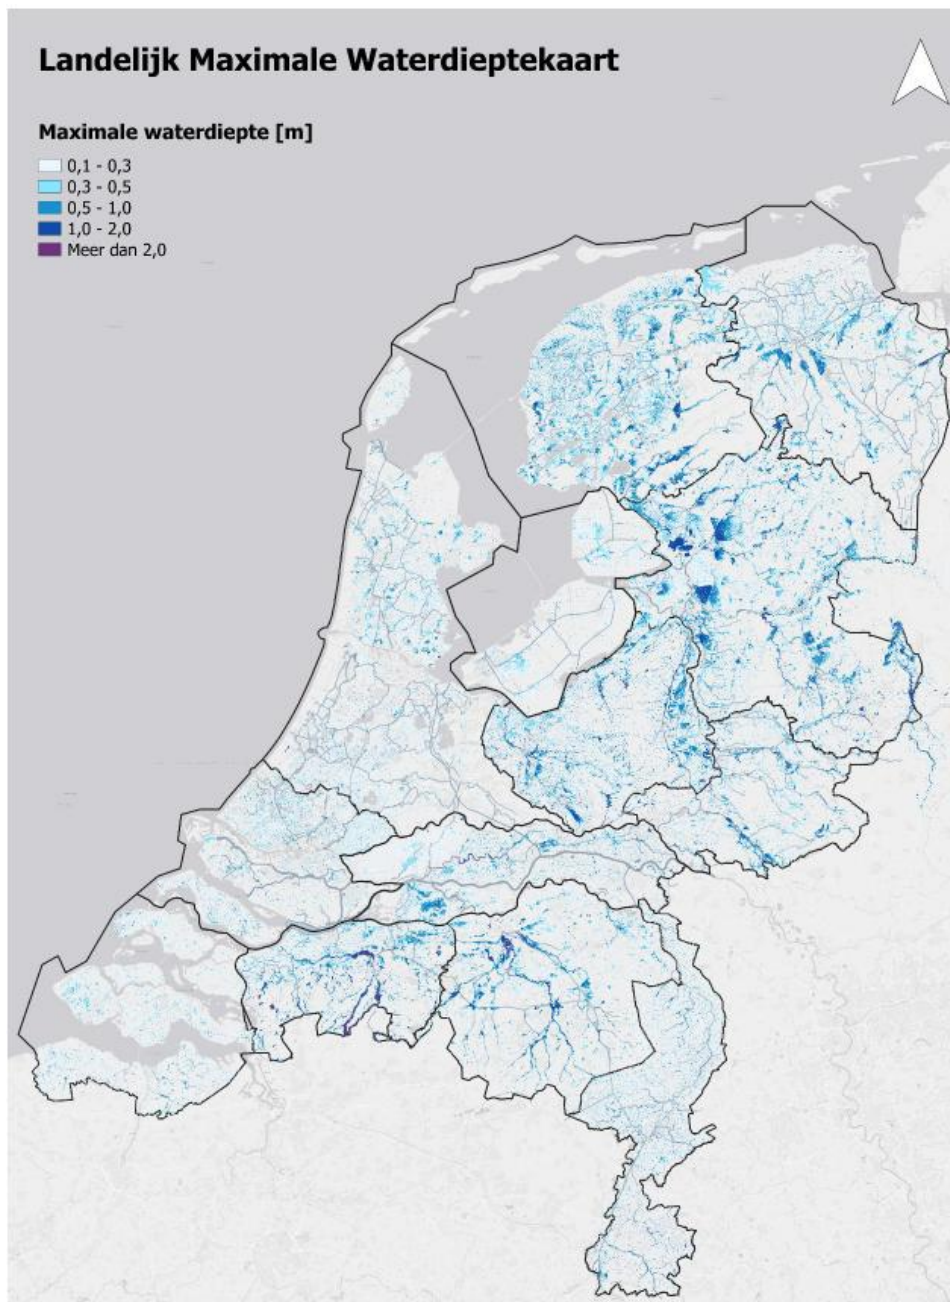 Landelijk Maximale Waterdieptekaart
Maximale waterdiepte [m]
0,1 - 0,3
0,3 - 0,5
0,5 - 1,0
1,0 - 2,0
Meer dan 2,0